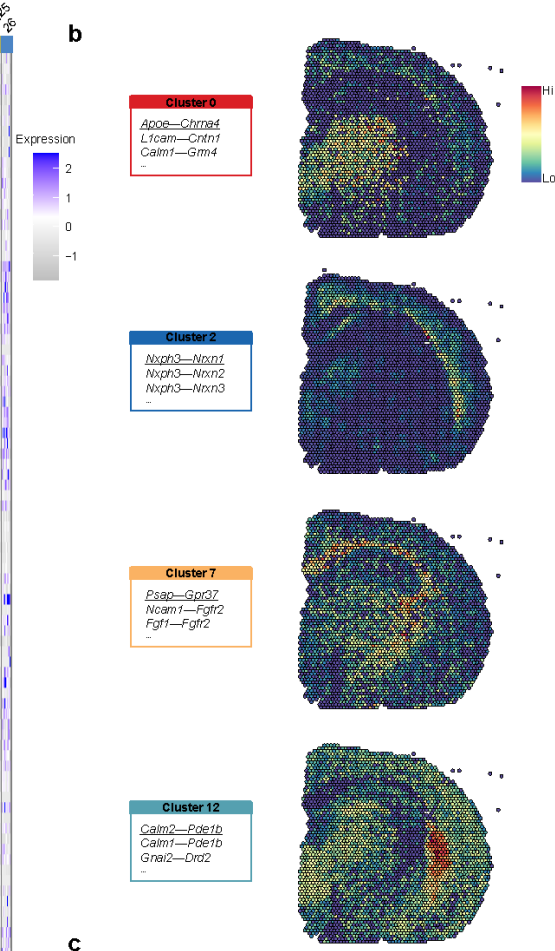 25
26
b
Cluster 0
Apoe—Chrna4
L1cam—Cntn1
Calm1—Grm4
...
Hi
Lo
Expression
2
1
0
−1
Cluster 2
Nxph3—Nrxn1
Nxph3—Nrxn2
Nxph3—Nrxn3
...
Cluster 7
Psap—Gpr37
Ncam1—Fgfr2
Fgf1—Fgfr2
...
Cluster 12
Calm2—Pde1b
Calm1—Pde1b
Gnai2—Drd2
...
c